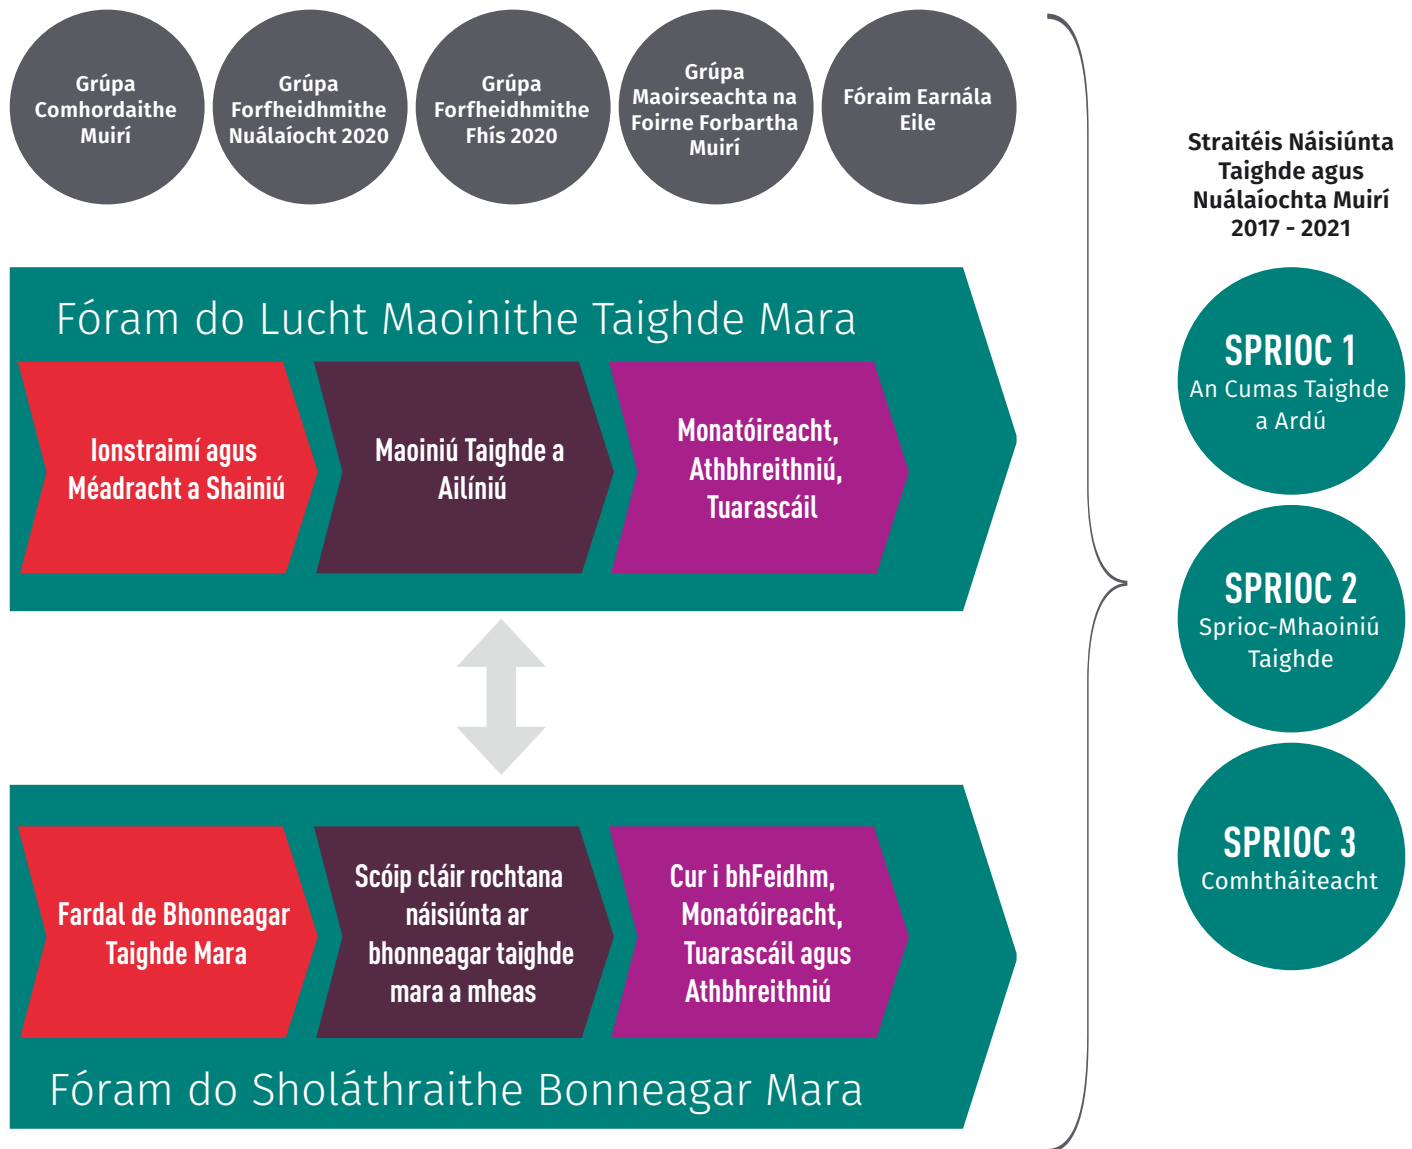 Grúpa
Comhordaithe
Muirí
Grúpa
Forfheidhmithe
Nuálaíocht 2020
Grúpa
Forfheidhmithe
Fhís 2020
Grúpa
Maoirseachta na
Foirne Forbartha
Muirí
Fóraim Earnála
Eile
Straitéis Náisiúnta
Taighde agus
Nuálaíochta Muirí
2017 - 2021
Fóram do Lucht Maoinithe Taighde Mara
Ionstraimí agus
Méadracht a Shainiú
Maoiniú Taighde a
Ailíniú
Monatóireacht,
Athbhreithniú,
Tuarascáil
SPRIOC 1
An Cumas Taighde
a Ardú
SPRIOC 2
Sprioc-Mhaoiniú
Taighde
SPRIOC 3
Comhtháiteacht
Fardal de Bhonneagar
Taighde Mara
Scóip cláir rochtana
náisiúnta ar
bhonneagar taighde
mara a mheas
Cur i bhFeidhm,
Monatóireacht,
Tuarascáil agus
Athbhreithniú
Fóram do Sholáthraithe Bonneagar Mara